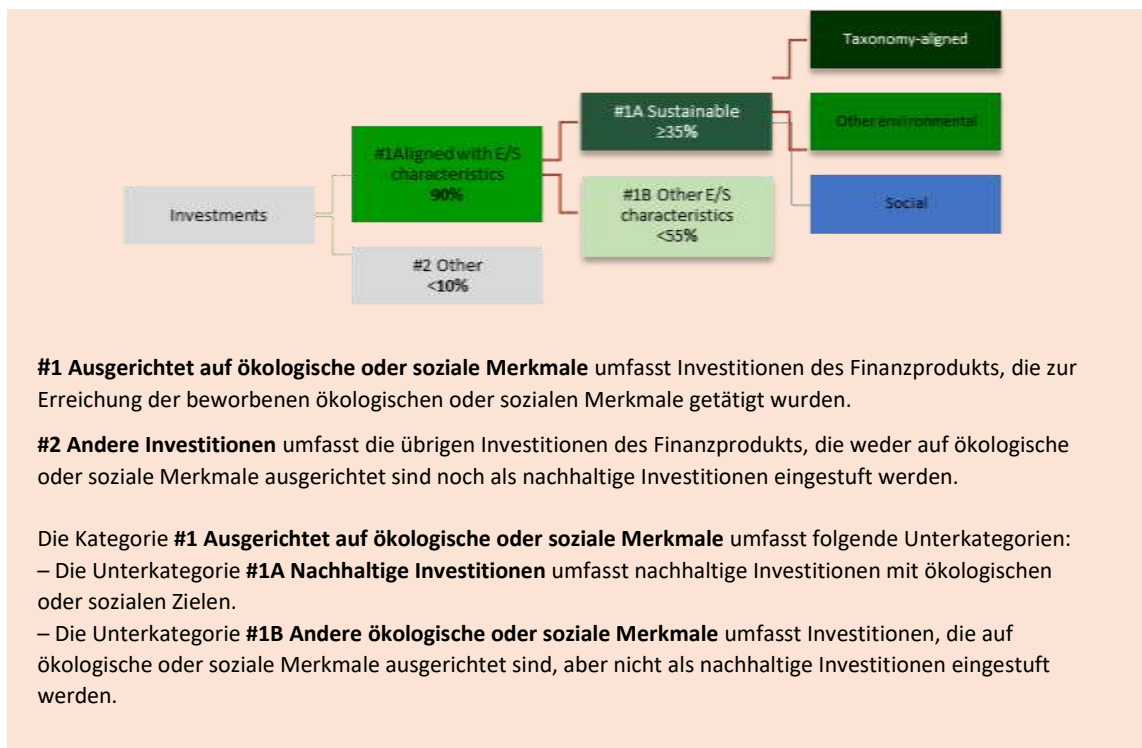 Taxonomy-aligned
#1A Sustainable
≥35%
Other environmental
#1Aligned with E/S
characteristics
90%
#1B Other E/S
characteristics
<55%
Social
Investments
#2 Other
<10%
#1 Ausgerichtet auf ökologische oder soziale Merkmale umfasst Investitionen des Finanzprodukts, die zur
Erreichung der beworbenen ökologischen oder sozialen Merkmale getätigt wurden.
#2 Andere Investitionen umfasst die übrigen Investitionen des Finanzprodukts, die weder auf ökologische
oder soziale Merkmale ausgerichtet sind noch als nachhaltige Investitionen eingestuft werden.
Die Kategorie #1 Ausgerichtet auf ökologische oder soziale Merkmale umfasst folgende Unterkategorien:
– Die Unterkategorie #1A Nachhaltige Investitionen umfasst nachhaltige Investitionen mit ökologischen
oder sozialen Zielen.
– Die Unterkategorie #1B Andere ökologische oder soziale Merkmale umfasst Investitionen, die auf
ökologische oder soziale Merkmale ausgerichtet sind, aber nicht als nachhaltige Investitionen eingestuft
werden.